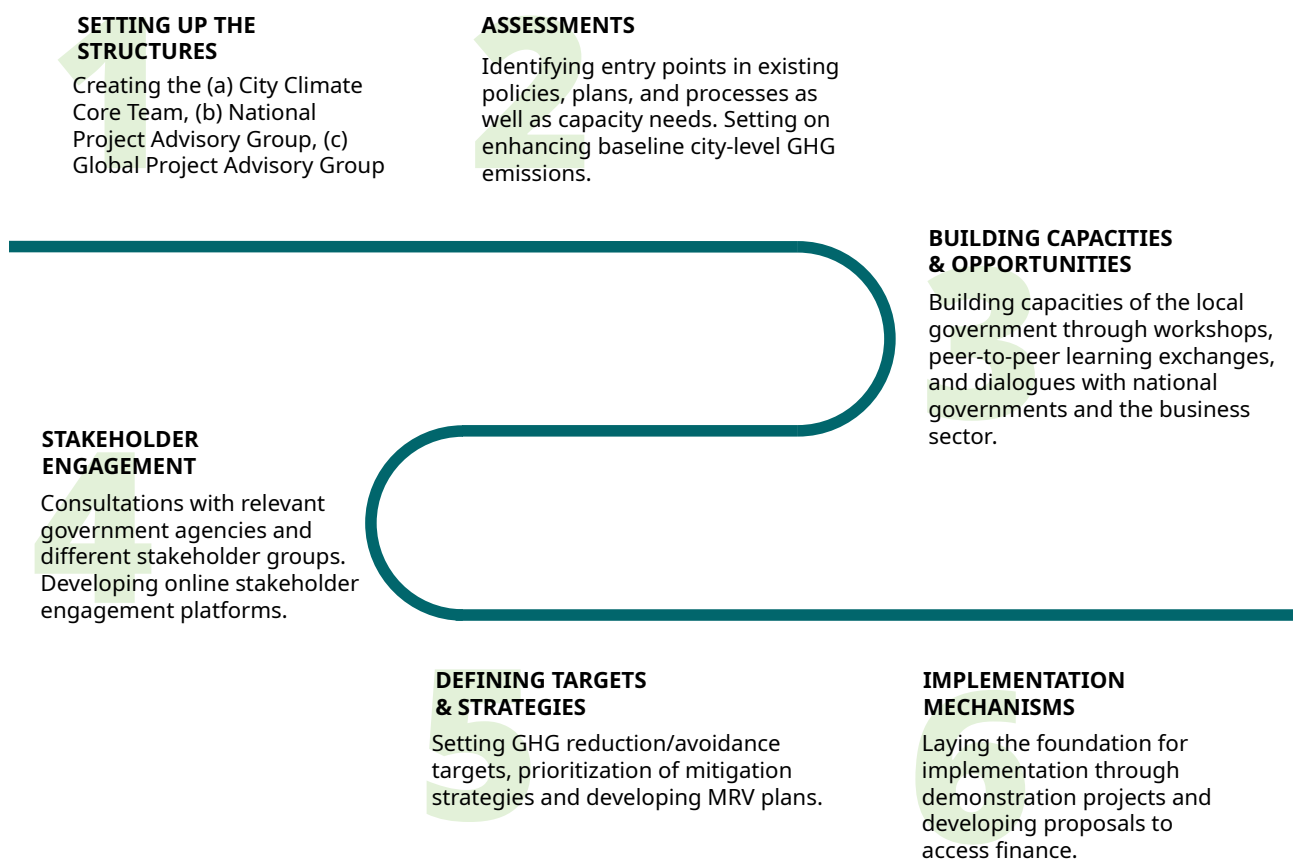 1
SETTING UP THE
STRUCTURES
Creating the (a) City Climate
Core Team, (b) National
Project Advisory Group, (c)
Global Project Advisory Group
2
ASSESSMENTS
Identifying entry points in existing
policies, plans, and processes as
well as capacity needs. Setting on
enhancing baseline city-level GHG
emissions.
3
BUILDING CAPACITIES
& OPPORTUNITIES
Building capacities of the local
government through workshops,
peer-to-peer learning exchanges,
and dialogues with national
governments and the business
sector.
4
STAKEHOLDER
ENGAGEMENT
Consultations with relevant
government agencies and
different stakeholder groups.
Developing online stakeholder
engagement platforms.
5
DEFINING TARGETS
& STRATEGIES
Setting GHG reduction/avoidance
targets, prioritization of mitigation
strategies and developing MRV plans.
6
IMPLEMENTATION
MECHANISMS
Laying the foundation for
implementation through
demonstration projects and
developing proposals to
access finance.